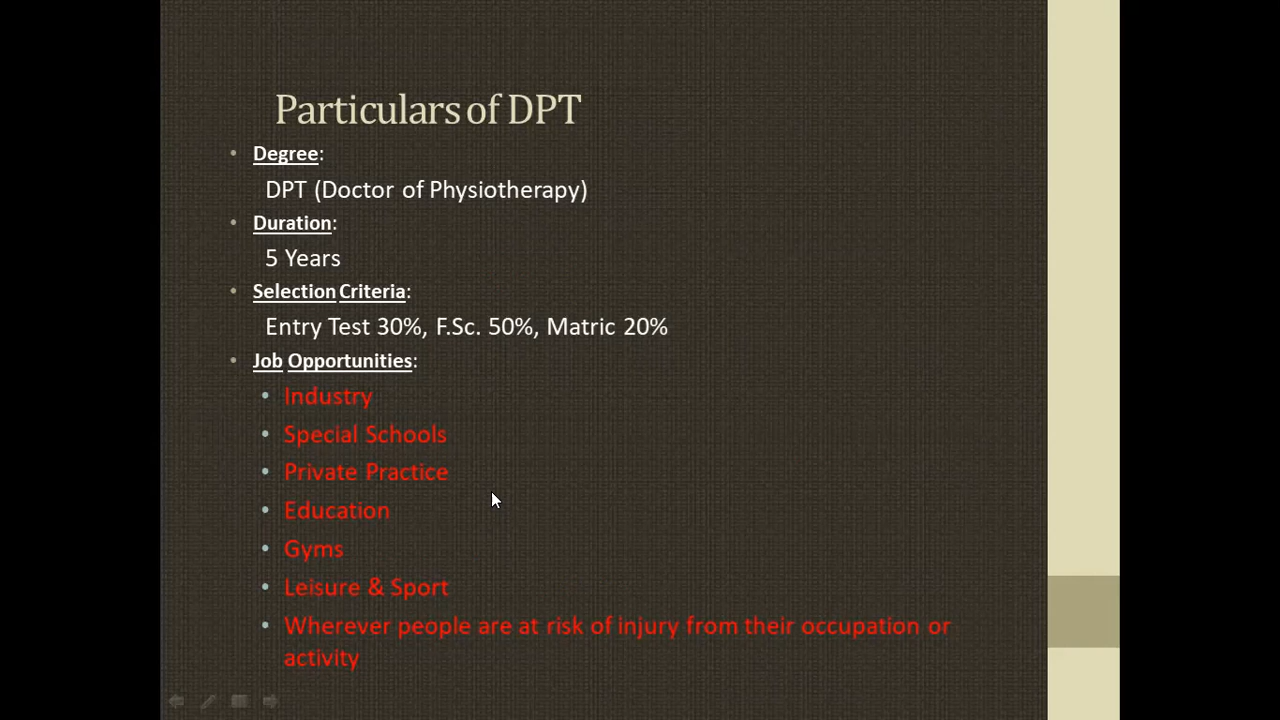 Particulars of DPT
• Degree:
DPT (Doctor of Physiotherapy)
• Duration:
5 Years
• Selection Criteria:
Entry Test 30%, F.Sc. 50%, Matric 20%
• Job Opportunities:
• Industry
• Special Schools
• Private Practice
• Education
• Gyms
• Leisure & Sport
• Wherever people are at risk of injury from their occupation or
activity